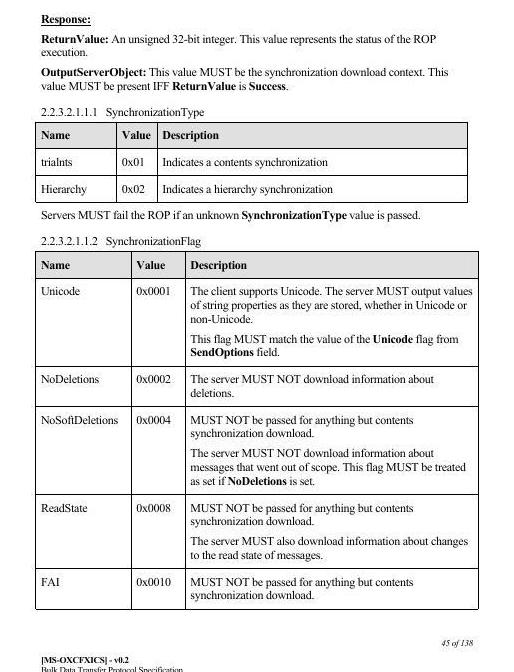 Response:
ReturnValue: An unsigned 32-bit integer. This value represents the status of the ROP
execution.
OutputServerObject: This value MUST be the synchronization download context. This
value MUST be present IFF ReturnValue is Success.
2.2.3.2.1.1.1 SynchronizationType
Name Value Description
trialnts 0x01 Indicates a contents synchronization
Hierarchy 0x02 Indicates a hierarchy synchronization
Servers MUST fail the ROP if an unknown SynchronizationType value is passed.
2.2.3.2.1.1.2 SynchronizationFlag
Name Value Description
Unicode 0x0001 The client supports Unicode. The server MUST output values
of string properties as they are stored, whether in Unicode or
non-Unicode.
This flag MUST match the value of the Unicode flag from
SendOptions field.
NoDeletions 0x0002 The server MUST NOT download information about
deletions.
NoSoftDeletions 0x0004 MUST NOT be passed for anything but contents
synchronization download.
The server MUST NOT download information about
messages that went out of scope. This flag MUST be treated
as set if NoDeletions is set.
ReadState 0x0008 MUST NOT be passed for anything but contents
synchronization download.
The server MUST also download information about changes
to the read state of messages.
FAI 0x0010 MUST NOT be passed for anything but contents
synchronization download.
45 of 138
[MS-OXCFXICS] - v0.2
Bulk Data Transfer Protocol Specification